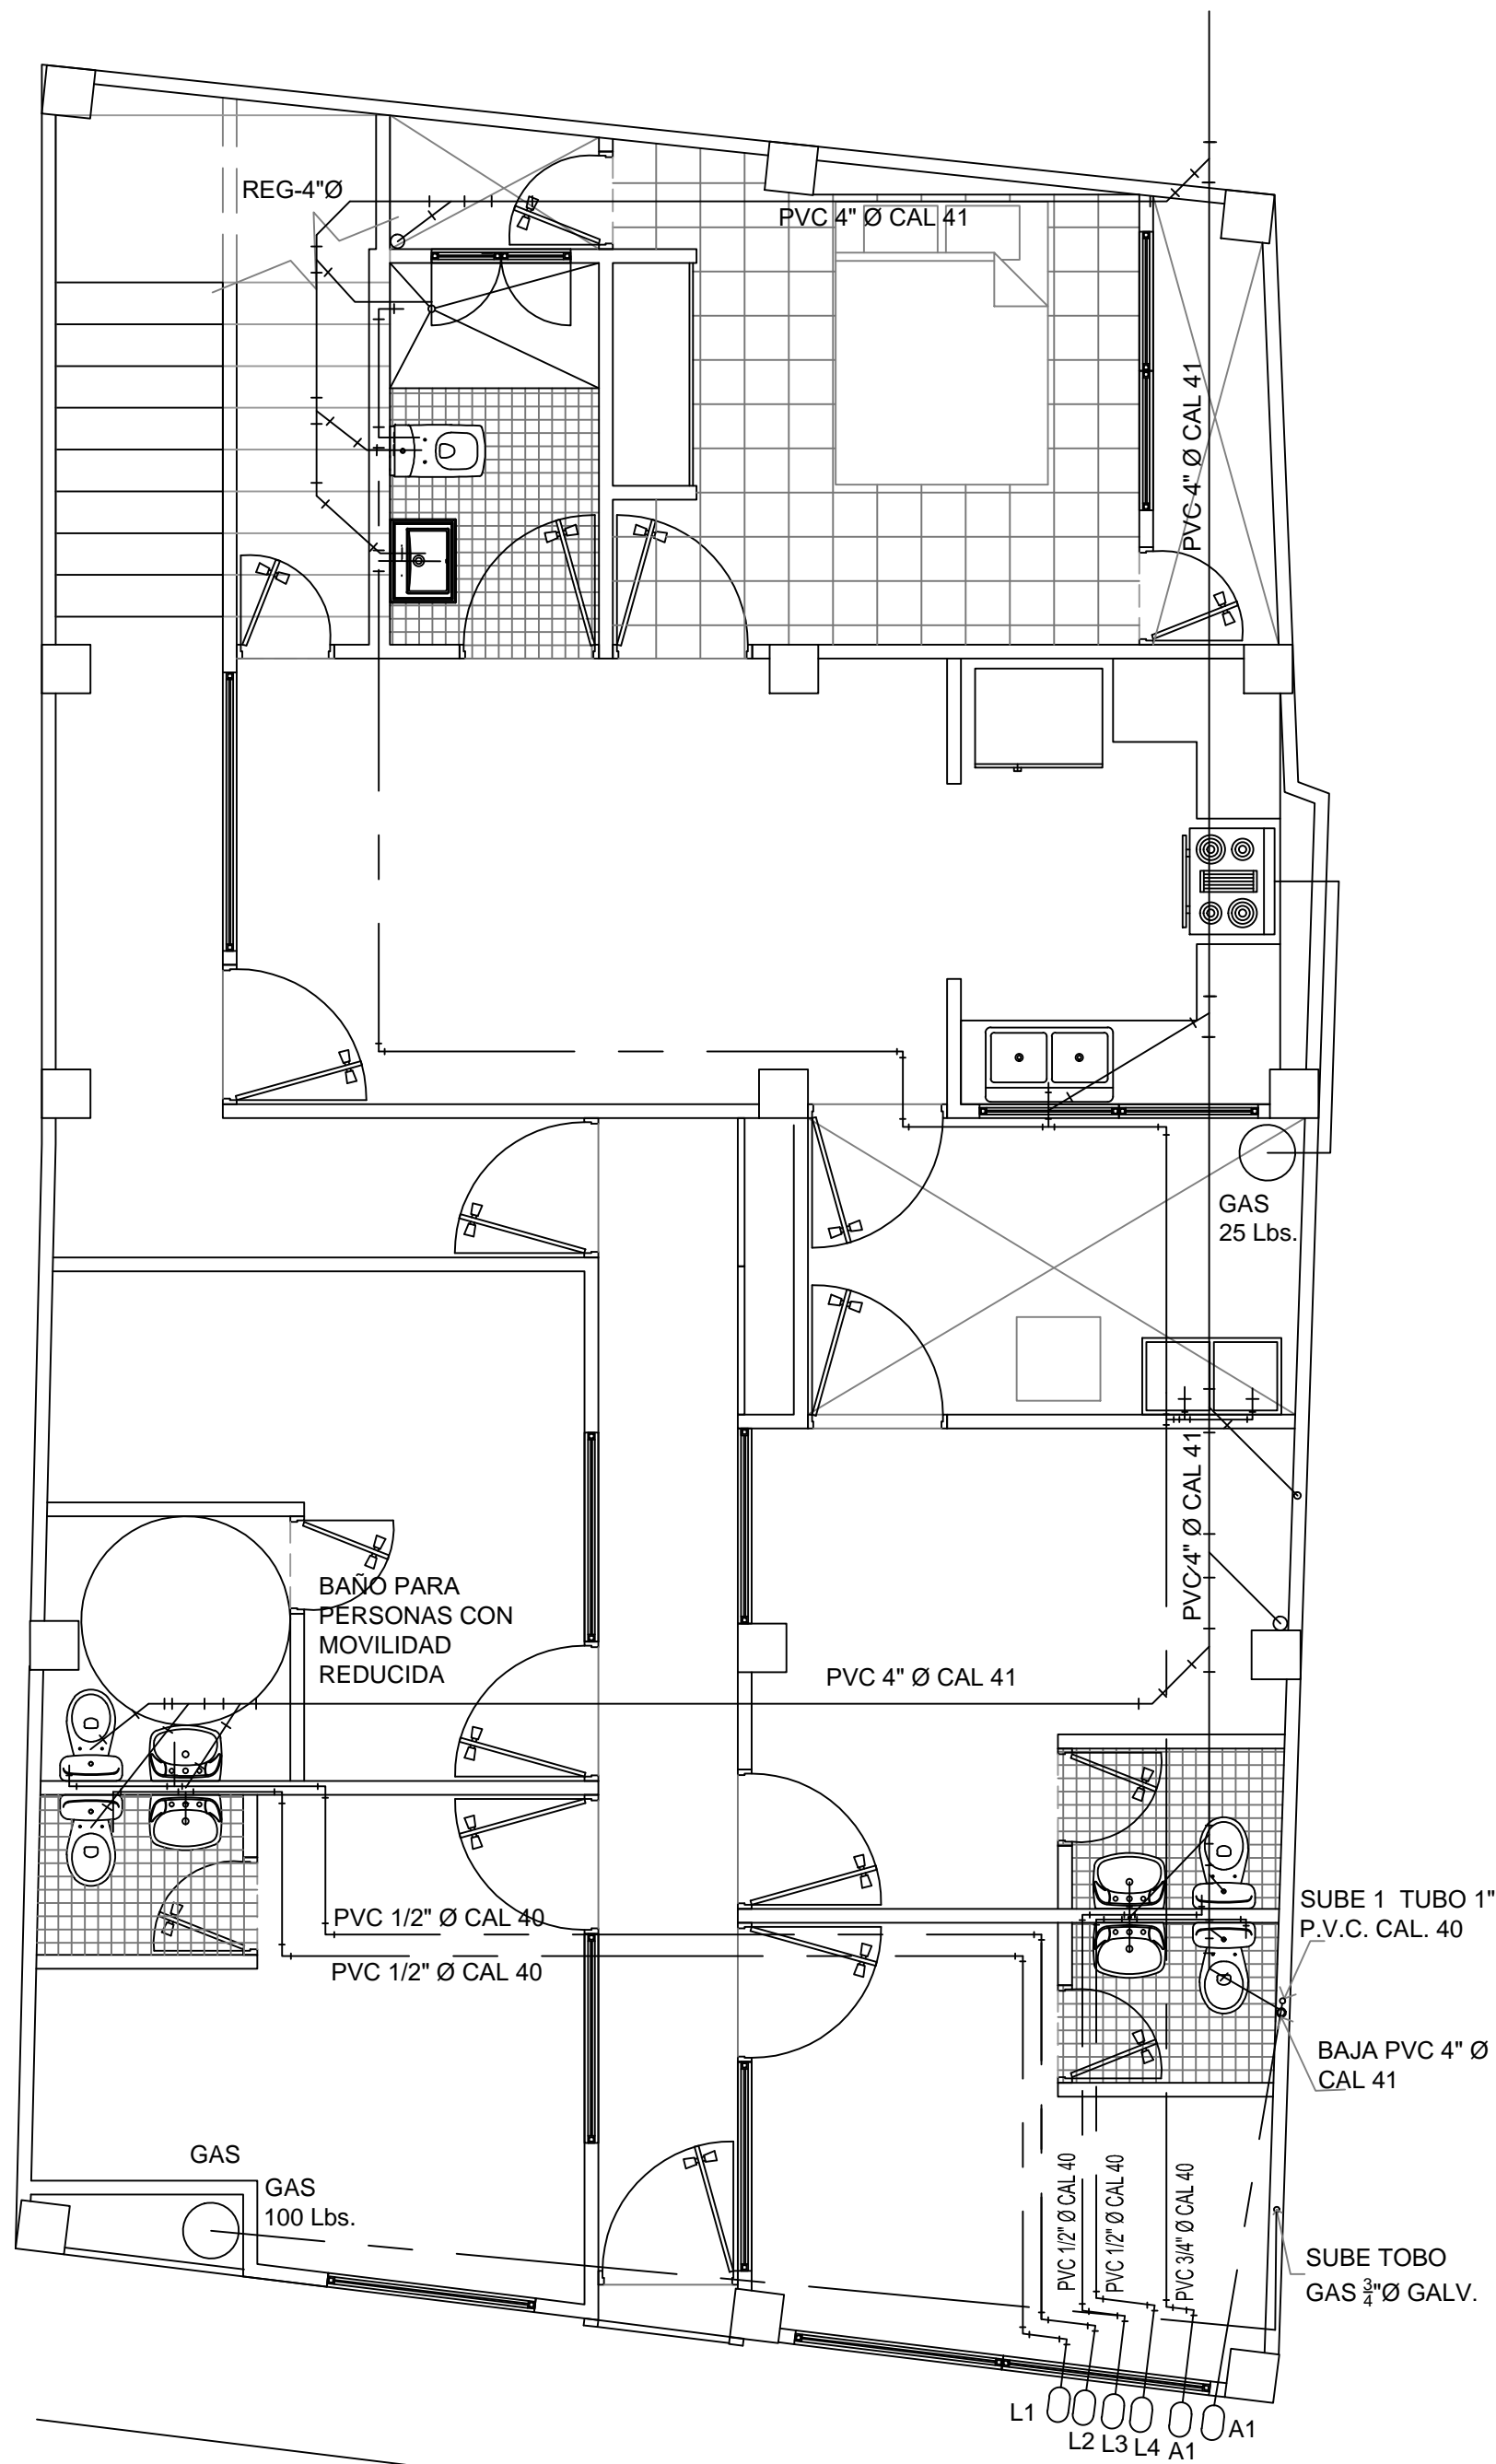 REG-4"Ø
PVC 4" Ø CAL 41
PVC 4" Ø CAL 41
GAS
25 Lbs.
PVC 4" Ø CAL 41
BAÑO PARA
PERSONAS CON
MOVILIDAD
REDUCIDA
PVC 4" Ø CAL 41
SUBE 1 TUBO 1"
P.V.C. CAL. 40
PVC 1/2" Ø CAL 40
PVC 1/2" Ø CAL 40
BAJA PVC 4" Ø
CAL 41
GAS
GAS
100 Lbs.
PVC 1/2" Ø CAL 40
PVC 1/2" Ø CAL 40
PVC 3/4" Ø CAL 40
SUBE TOBO
GAS 3/4"Ø GALV.
L1
L2
L3
L4
A1
A1